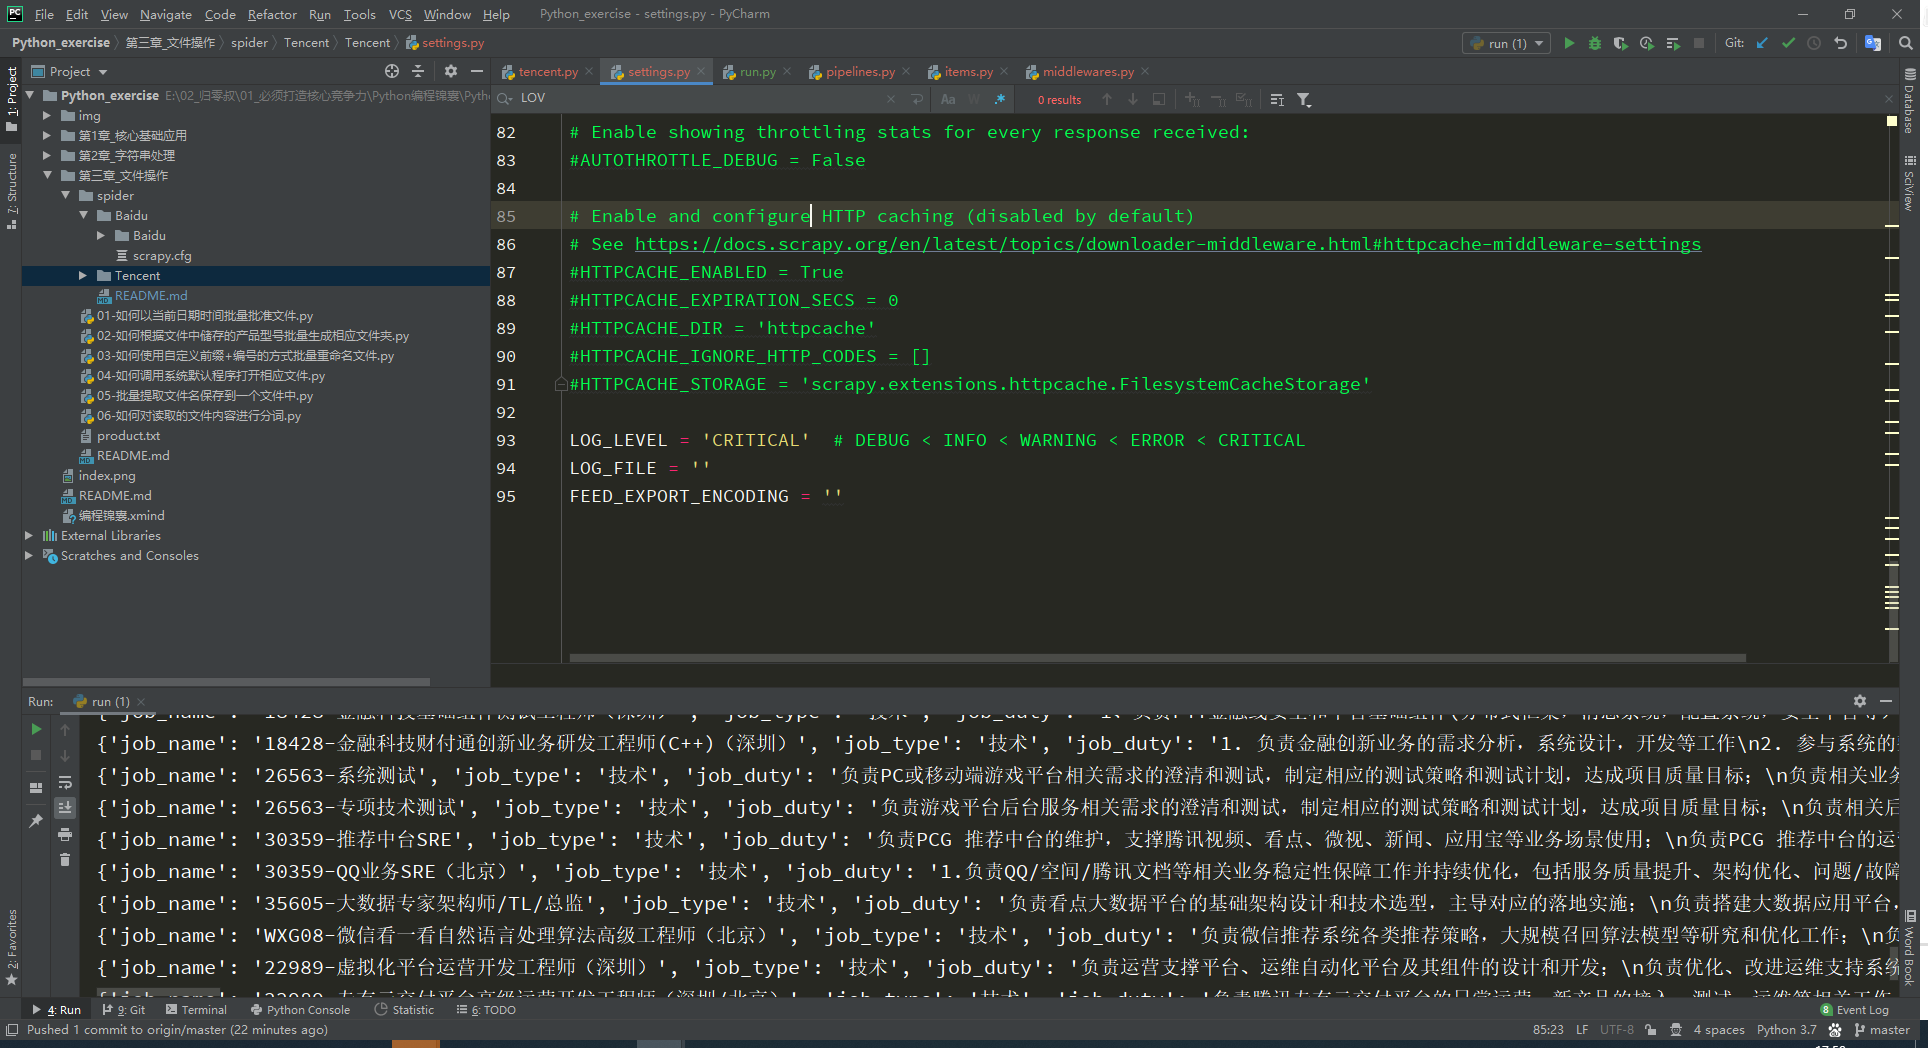 File Edit View Navigate Code Refactor Run Tools VCS Window Help Python_exercise - settings.py - PyCharm
Python_exercise 第三章_文件操作 spider Tencent Tencent settings.py run (1) Git:
Project
tencent.py settings.py run.py pipelines.py items.py middlewares.py
LOV Aa W .* 0 results
1: Project
7: Structure
2: Favorites
Database
SciView
Word Book
Python_exercise E:\02_归零叔\01_必须打造核心竞争力\Python编程锦囊\Pytho
img
第1章_核心基础应用
第2章_字符串处理
第三章_文件操作
spider
Baidu
Baidu
scrapy.cfg
Tencent
README.md
01-如何以当前日期时间批量批准文件.py
02-如何根据文件中储存的产品型号批量生成相应文件夹.py
03-如何使用自定义前缀+编号的方式批量重命名文件.py
04-如何调用系统默认程序打开相应文件.py
05-批量提取文件名保存到一个文件中.py
06-如何对读取的文件内容进行分词.py
product.txt
README.md
index.png
README.md
编程锦囊.xmind
External Libraries
Scratches and Consoles
82 # Enable showing throttling stats for every response received:
83 #AUTOTHROTTLE_DEBUG = False
84
85 # Enable and configure HTTP caching (disabled by default)
86 # See https://docs.scrapy.org/en/latest/topics/downloader-middleware.html#httpcache-middleware-settings
87 #HTTPCACHE_ENABLED = True
88 #HTTPCACHE_EXPIRATION_SECS = 0
89 #HTTPCACHE_DIR = 'httpcache'
90 #HTTPCACHE_IGNORE_HTTP_CODES = []
91 #HTTPCACHE_STORAGE = 'scrapy.extensions.httpcache.FilesystemCacheStorage'
92
93 LOG_LEVEL = 'CRITICAL'  # DEBUG < INFO < WARNING < ERROR < CRITICAL
94 LOG_FILE = ''
95 FEED_EXPORT_ENCODING = ''
Run: run (1)
{'job_name': '18428-金融科技财付通创新业务研发工程师(C++)（深圳）', 'job_type': '技术', 'job_duty': '1. 负责金融创新业务的需求分析，系统设计，开发等工作\n2. 参与系统的
{'job_name': '26563-系统测试', 'job_type': '技术', 'job_duty': '负责PC或移动端游戏平台相关需求的澄清和测试，制定相应的测试策略和测试计划，达成项目质量目标；\n负责相关业务
{'job_name': '26563-专项技术测试', 'job_type': '技术', 'job_duty': '负责游戏平台后台服务相关需求的澄清和测试，制定相应的测试策略和测试计划，达成项目质量目标；\n负责相关后
{'job_name': '30359-推荐中台SRE', 'job_type': '技术', 'job_duty': '负责PCG 推荐中台的维护，支撑腾讯视频、看点、微视、新闻、应用宝等业务场景使用；\n负责PCG 推荐中台的运
{'job_name': '30359-QQ业务SRE（北京）', 'job_type': '技术', 'job_duty': '1.负责QQ/空间/腾讯文档等相关业务稳定性保障工作并持续优化，包括服务质量提升、架构优化、问题/故障
{'job_name': '35605-大数据专家架构师/TL/总监', 'job_type': '技术', 'job_duty': '负责看点大数据平台的基础架构设计和技术选型，主导对应的落地实施；\n负责搭建大数据应用平台，
{'job_name': 'WXG08-微信看一看自然语言处理算法高级工程师（北京）', 'job_type': '技术', 'job_duty': '负责微信推荐系统各类推荐策略，大规模召回算法模型等研究和优化工作；\n负
{'job_name': '22989-虚拟化平台运营开发工程师（深圳）', 'job_type': '技术', 'job_duty': '负责运营支撑平台、运维自动化平台及其组件的设计和开发；\n负责优化、改进运维支持系统
4: Run 9: Git Terminal Python Console Statistic 6: TODO 8 Event Log
Pushed 1 commit to origin/master (22 minutes ago) 85:23 LF UTF-8 4 spaces Python 3.7 master